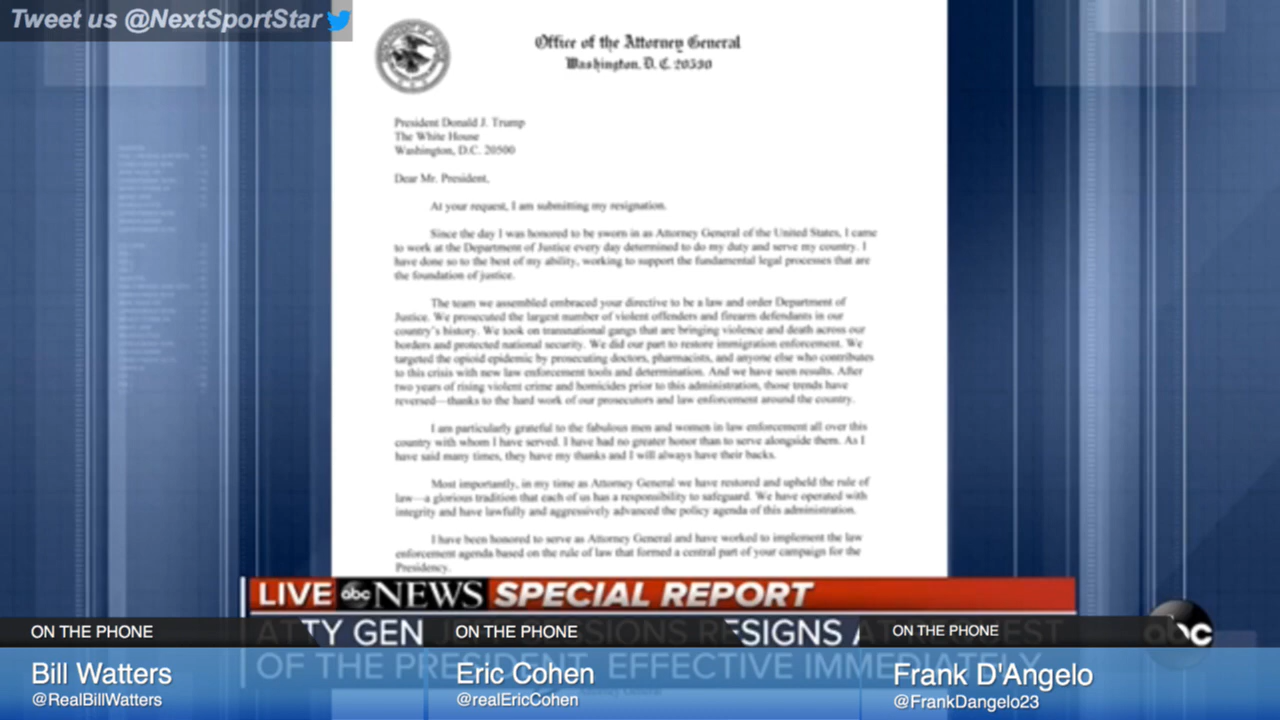 Tweet us @NextSportStar
Office of the Attorney General
Washington, D. C. 20530
President Donald J. Trump
The White House
Washington, D.C. 20500
Dear Mr. President,
At your request, I am submitting my resignation.
Since the day I was honored to be sworn in as Attorney General of the United States, I came
to work at the Department of Justice every day determined to do my duty and serve my country. I
have done so to the best of my ability, working to support the fundamental legal processes that are
the foundation of justice.
The team we assembled embraced your directive to be a law and order Department of
Justice. We prosecuted the largest number of violent offenders and firearm defendants in our
country's history. We took on transnational gangs that are bringing violence and death across our
borders and protected national security. We did our part to restore immigration enforcement. We
targeted the opioid epidemic by prosecuting doctors, pharmacists, and anyone else who contributes
to this crisis with new law enforcement tools and determination. And we have seen results. After
two years of rising violent crime and homicides prior to this administration, those trends have
reversed—thanks to the hard work of our prosecutors and law enforcement around the country.
I am particularly grateful to the fabulous men and women in law enforcement all over this
country with whom I have served. I have had no greater honor than to serve alongside them. As I
have said many times, they have my thanks and I will always have their backs.
Most importantly, in my time as Attorney General we have restored and upheld the rule of
law—a glorious tradition that each of us has a responsibility to safeguard. We have operated with
integrity and have lawfully and aggressively advanced the policy agenda of this administration.
I have been honored to serve as Attorney General and have worked to implement the law
enforcement agenda based on the rule of law that formed a central part of your campaign for the
Presidency.
LIVE abc NEWS SPECIAL REPORT
ATTY GEN SESSIONS RESIGNS AT REQUEST
OF THE PRESIDENT, EFFECTIVE IMMEDIATELY
abc
Attorney General
ON THE PHONE
Bill Watters
@RealBillWatters
ON THE PHONE
Eric Cohen
@realEricCohen
ON THE PHONE
Frank D'Angelo
@FrankDangelo23